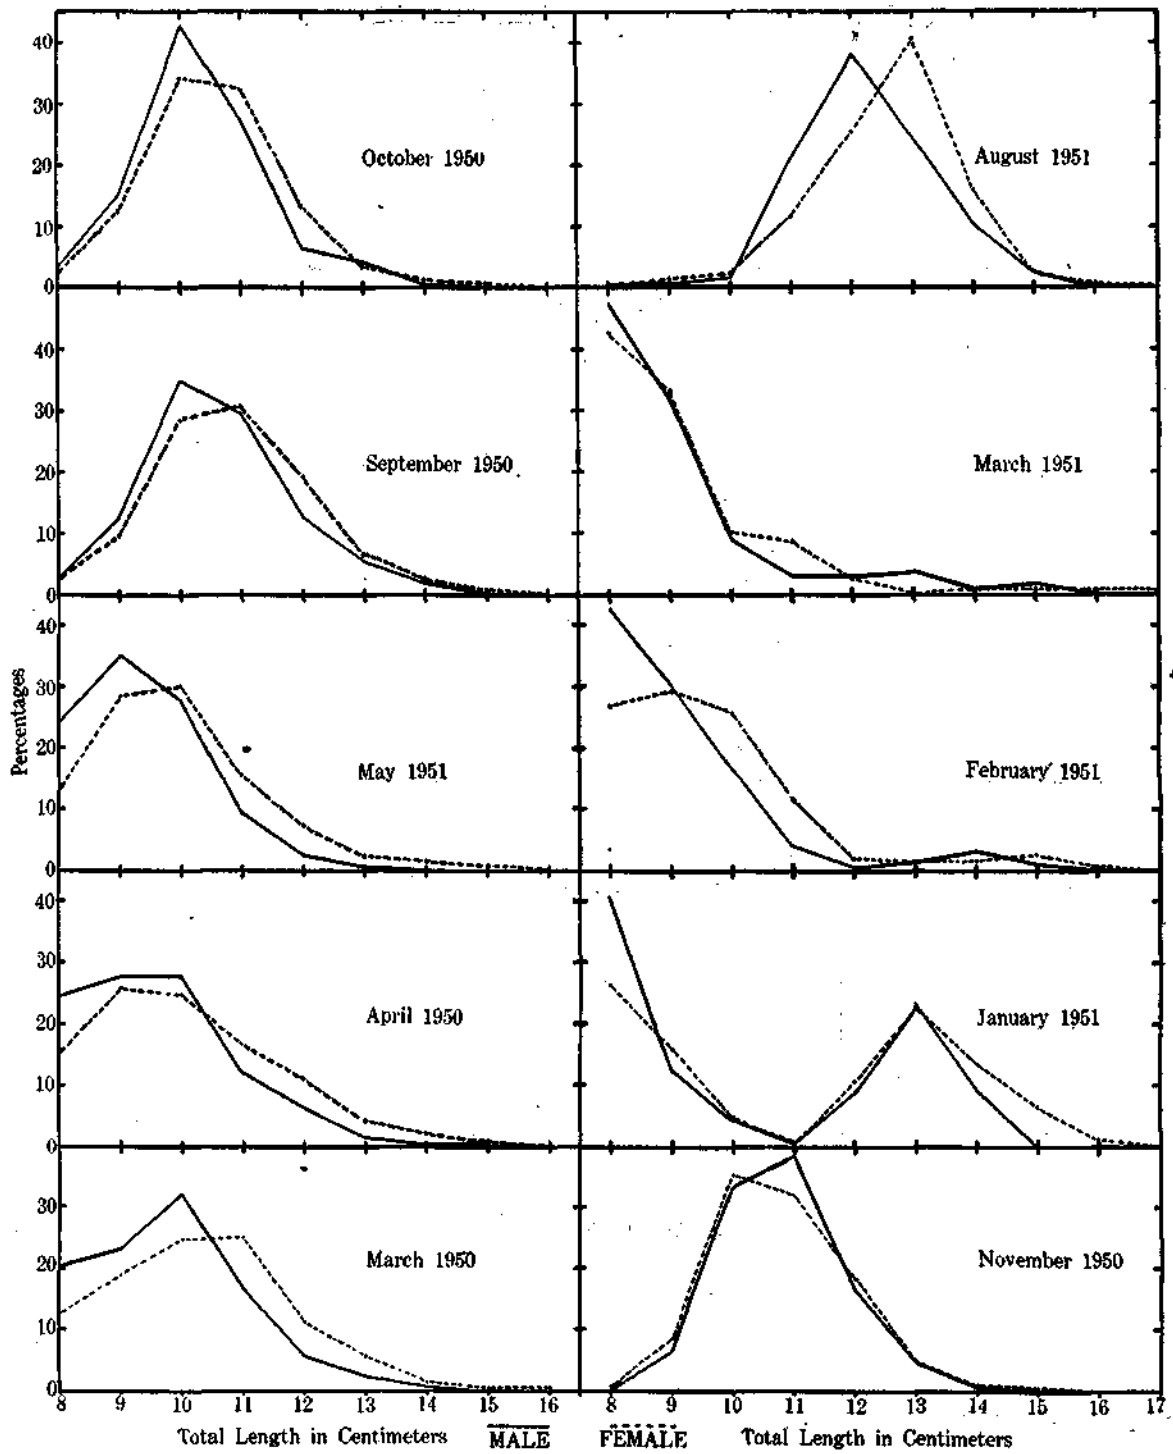 40
30
20
10
0
October 1950
August 1951
40
30
20
10
0
September 1950
March 1951
40
30
20
10
0
Percentages
May 1951
February 1951
40
30
20
10
0
April 1950
January 1951
30
20
10
0
March 1950
November 1950
8 9 10 11 12 13 14 15 16 8 9 10 11 12 13 14 15 16 17
Total Length in Centimeters MALE FEMALE Total Length in Centimeters